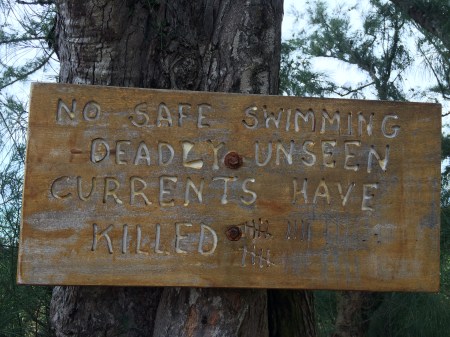 NO SAFE SWIMMING
DEADLY UNSEEN
CURRENTS HAVE
KILLED